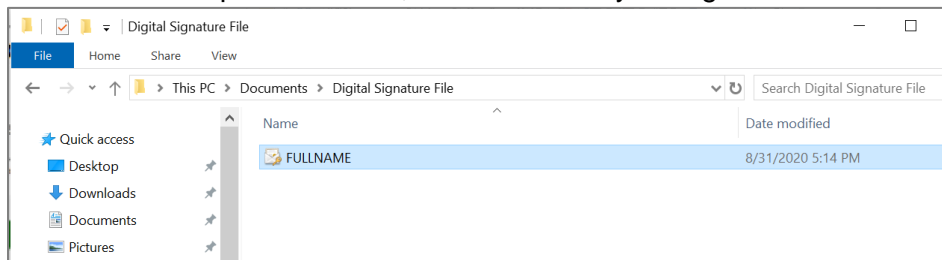 Digital Signature File
File Home Share View
This PC > Documents > Digital Signature File
Search Digital Signature File
Name Date modified
Quick access
FULLNAME 8/31/2020 5:14 PM
Desktop
Downloads
Documents
Pictures